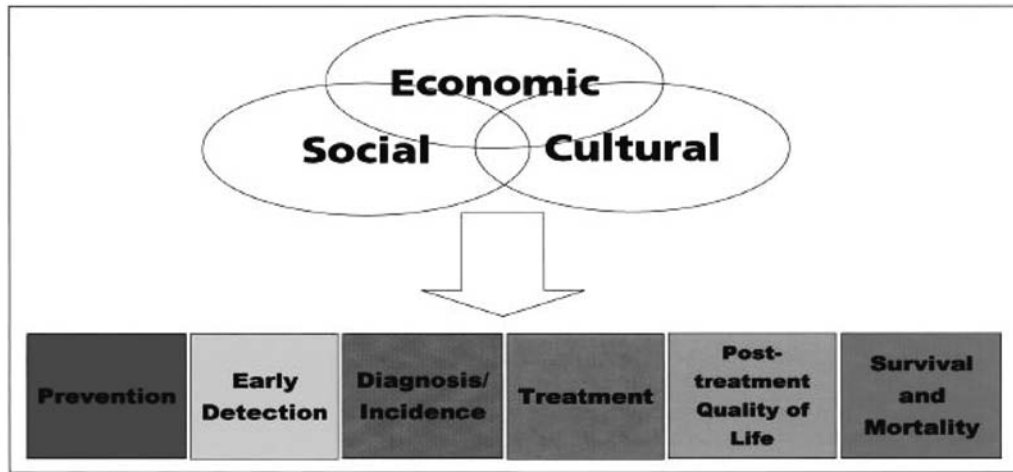 Economic
Social
Cultural
Prevention
Early
Detection
Diagnosis/
Incidence
Treatment
Post-
treatment
Quality of
Life
Survival
and
Mortality